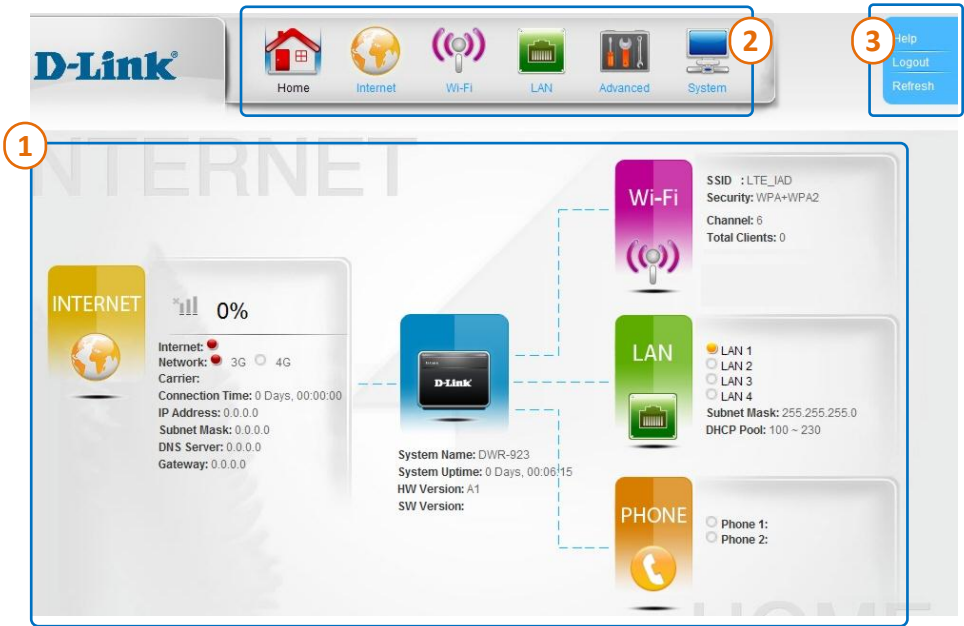 D-Link
Home
Internet
Wi-Fi
LAN
Advanced
System
2
3
Help
Logout
Refresh
1
INTERNET
INTERNET
0%
Internet:
Network: 3G 4G
Carrier:
Connection Time: 0 Days, 00:00:00
IP Address: 0.0.0.0
Subnet Mask: 0.0.0.0
DNS Server: 0.0.0.0
Gateway: 0.0.0.0
D-Link
System Name: DWR-923
System Uptime: 0 Days, 00:06:15
HW Version: A1
SW Version:
Wi-Fi
SSID : LTE_IAD
Security: WPA+WPA2
Channel: 6
Total Clients: 0
LAN
LAN 1
LAN 2
LAN 3
LAN 4
Subnet Mask: 255.255.255.0
DHCP Pool: 100 ~ 230
PHONE
Phone 1:
Phone 2:
HOME